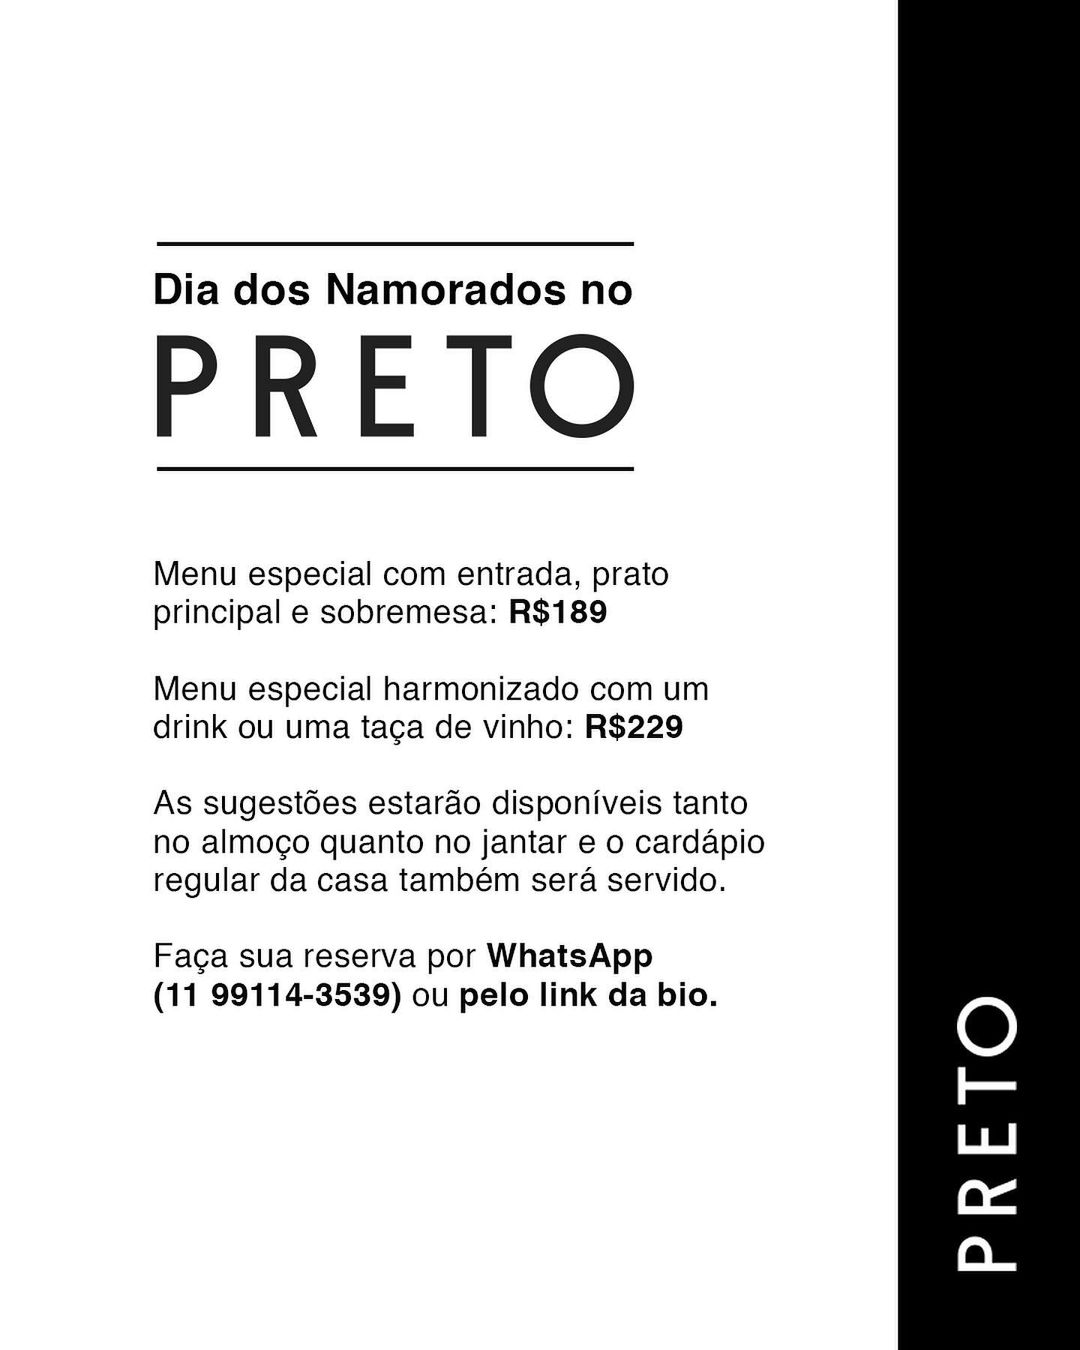 Dia dos Namorados no
PRETO
Menu especial com entrada, prato
principal e sobremesa: R$189
Menu especial harmonizado com um
drink ou uma taça de vinho: R$229
As sugestões estarão disponíveis tanto
no almoço quanto no jantar e o cardápio
regular da casa também será servido.
Faça sua reserva por WhatsApp
(11 99114-3539) ou pelo link da bio.
PRETO